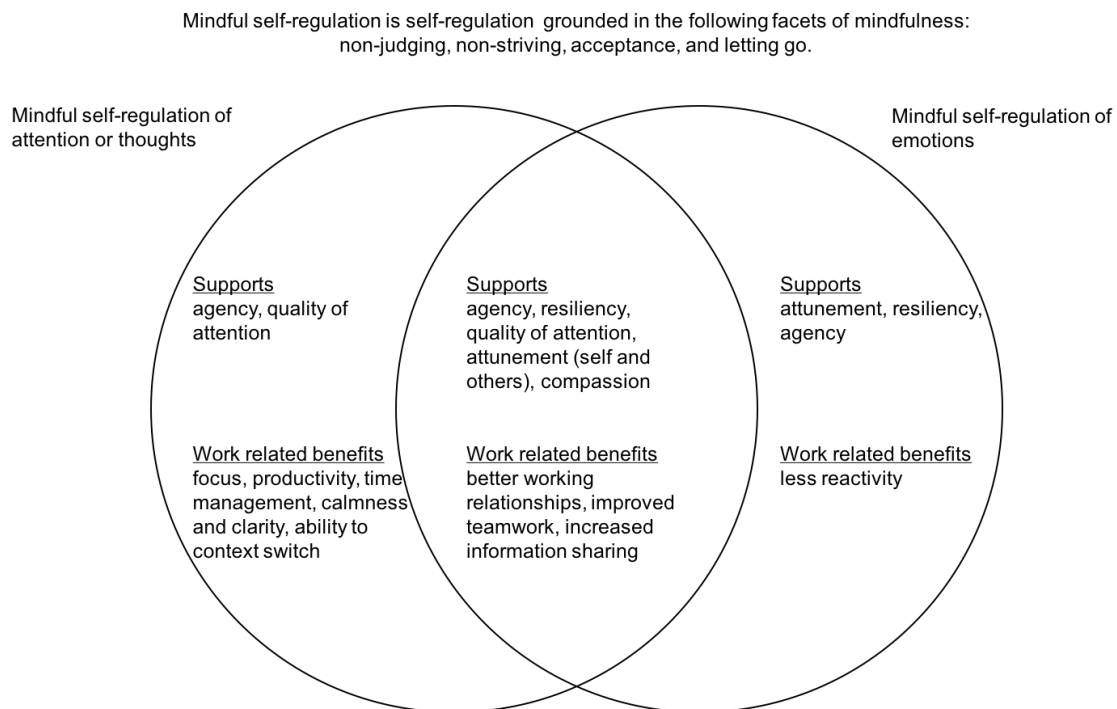 Mindful self-regulation is self-regulation grounded in the following facets of mindfulness:
non-judging, non-striving, acceptance, and letting go.
Mindful self-regulation of
attention or thoughts
Mindful self-regulation of
emotions
Supports
agency, quality of
attention
Work related benefits
focus, productivity, time
management, calmness
and clarity, ability to
context switch
Supports
agency, resiliency,
quality of attention,
attunement (self and
others), compassion
Work related benefits
better working
relationships, improved
teamwork, increased
information sharing
Supports
attunement, resiliency,
agency
Work related benefits
less reactivity